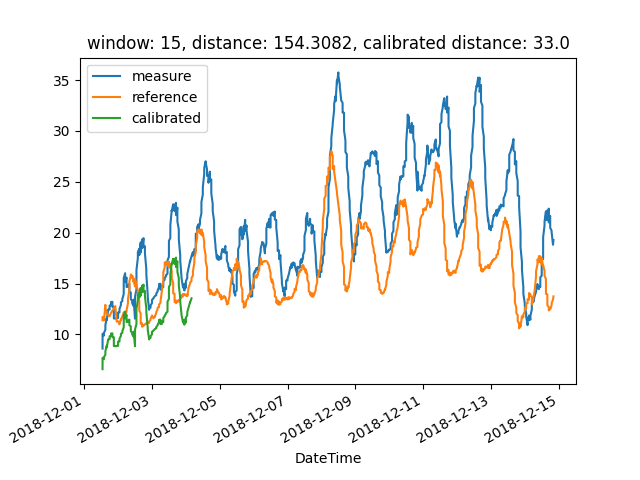 window: 15, distance: 154.3082, calibrated distance: 33.0
measure
reference
calibrated
35
30
25
20
15
10
2018-12-01
2018-12-03
2018-12-05
2018-12-07
2018-12-09
2018-12-11
2018-12-13
2018-12-15
DateTime